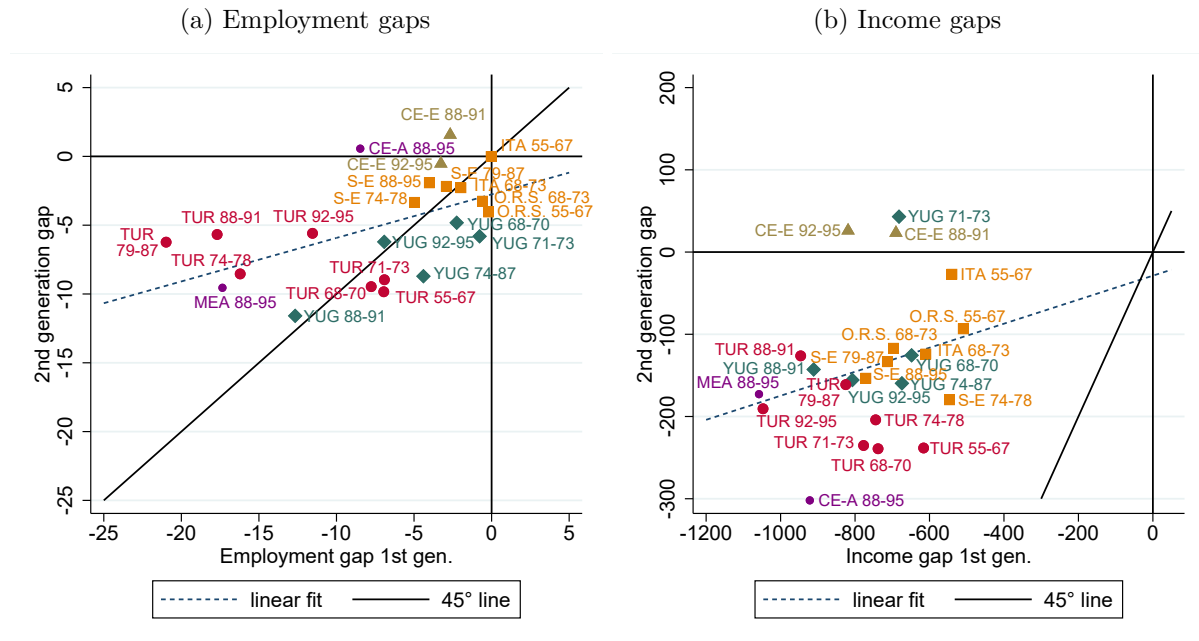 (a) Employment gaps
2nd generation gap
5
0
-5
-10
-15
-20
-25
CE-E 88-91
ITA 55-67
CE-A 88-95
CE-E 92-95
S-E 79-87
S-E 88-95
ITA 68-73
S-E 74-78
O.R.S. 68-73
O.R.S. 55-67
TUR 88-91
TUR 92-95
YUG 68-70
TUR
79-87
YUG 92-95
YUG 71-73
TUR 74-78
TUR 71-73
YUG 74-87
MEA 88-95
TUR 68-70
TUR 55-67
YUG 88-91
-25
-20
-15
-10
-5
0
5
Employment gap 1st gen.
linear fit
45° line
(b) Income gaps
2nd generation gap
200
100
0
-100
-200
-300
YUG 71-73
CE-E 92-95
CE-E 88-91
ITA 55-67
O.R.S. 55-67
O.R.S. 68-73
TUR 88-91
S-E 79-87
ITA 68-73
YUG 88-91
YUG 68-70
S-E 88-95
MEA 88-95
TUR
79-87
YUG 74-87
YUG 92-95
S-E 74-78
TUR 92-95
TUR 74-78
TUR 71-73
TUR 55-67
TUR 68-70
CE-A 88-95
-1200
-1000
-800
-600
-400
-200
0
Income gap 1st gen.
linear fit
45° line